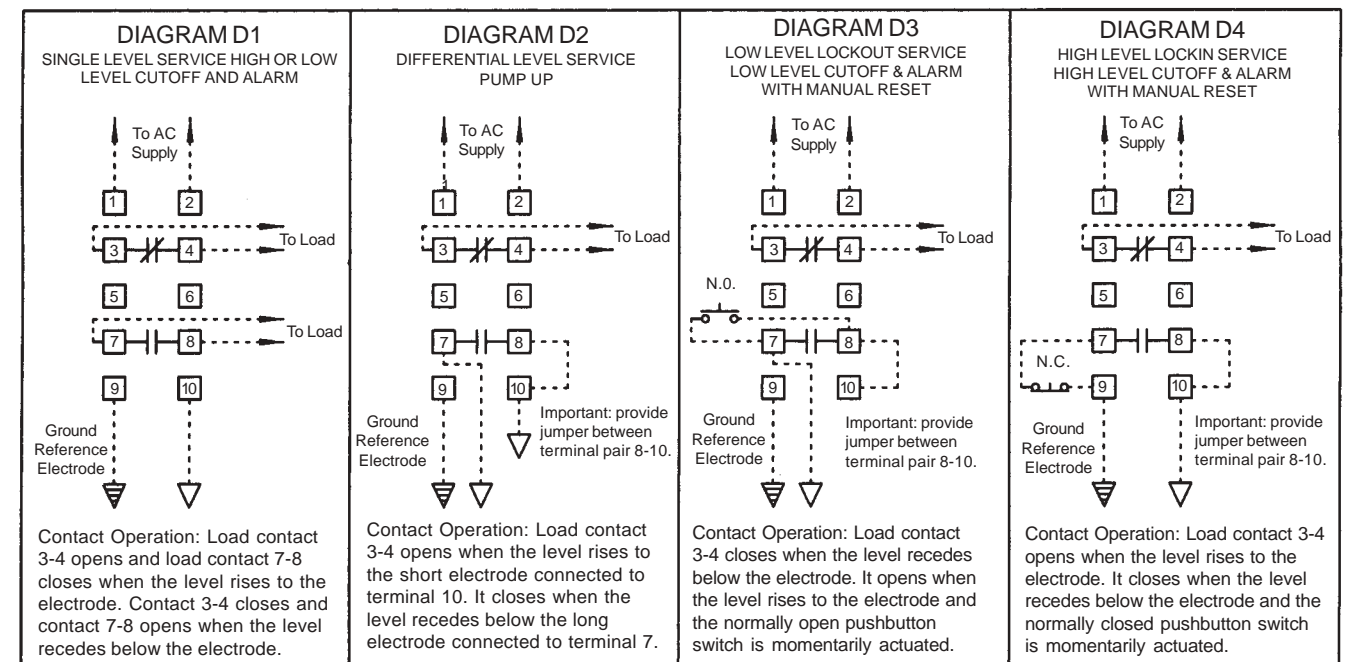 DIAGRAM D1
SINGLE LEVEL SERVICE HIGH OR LOW
LEVEL CUTOFF AND ALARM
To AC
Supply
1
2
3
4
To Load
5
6
7
8
To Load
9
10
Ground
Reference
Electrode
Contact Operation: Load contact
3-4 opens and load contact 7-8
closes when the level rises to the
electrode. Contact 3-4 closes and
contact 7-8 opens when the level
recedes below the electrode.
DIAGRAM D2
DIFFERENTIAL LEVEL SERVICE
PUMP UP
To AC
Supply
1
1
2
3
4
To Load
5
6
7
8
9
10
Ground
Reference
Electrode
Important: provide
jumper between
terminal pair 8-10.
Contact Operation: Load contact
3-4 opens when the level rises to
the short electrode connected to
terminal 10. It closes when the
level recedes below the long
electrode connected to terminal 7.
DIAGRAM D3
LOW LEVEL LOCKOUT SERVICE
LOW LEVEL CUTOFF & ALARM
WITH MANUAL RESET
To AC
Supply
1
2
3
4
To Load
N.0.
5
6
7
8
9
10
Ground
Reference
Electrode
Important: provide
jumper between
terminal pair 8-10.
Contact Operation: Load contact
3-4 closes when the level recedes
below the electrode. It opens when
the level rises to the electrode and
the normally open pushbutton
switch is momentarily actuated.
DIAGRAM D4
HIGH LEVEL LOCKIN SERVICE
HIGH LEVEL CUTOFF & ALARM
WITH MANUAL RESET
To AC
Supply
1
2
3
4
To Load
5
6
7
8
N.C.
9
10
Ground
Reference
Electrode
Important: provide
jumper between
terminal pair 8-10.
Contact Operation: Load contact 3-4
opens when the level rises to the
electrode. It closes when the level
recedes below the electrode and the
normally closed pushbutton switch
is momentarily actuated.